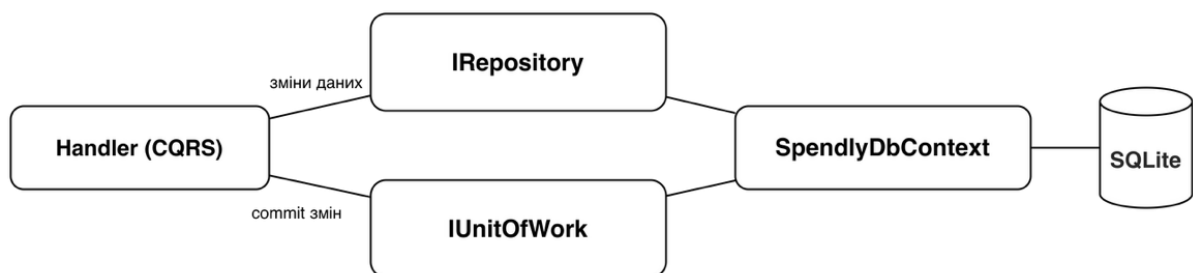 IRepository
зміни даних
Handler (CQRS)
SpendlyDbContext
SQLite
commit змін
IUnitOfWork